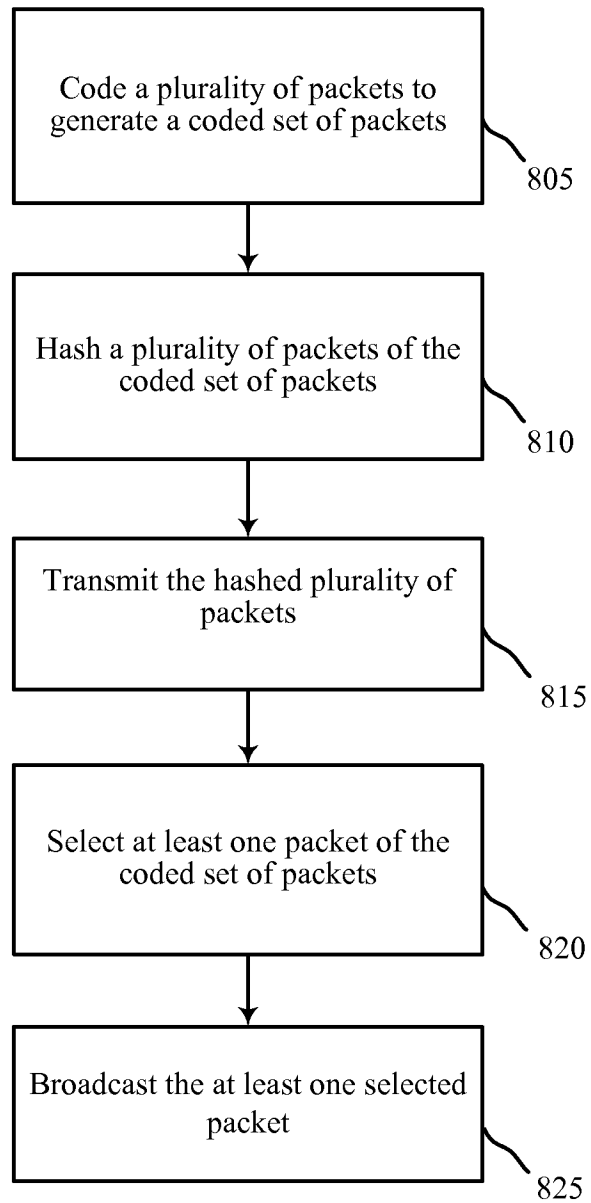 Code a plurality of packets to
generate a coded set of packets
805
Hash a plurality of packets of the
coded set of packets
810
Transmit the hashed plurality of
packets
815
Select at least one packet of the
coded set of packets
820
Broadcast the at least one selected
packet
825